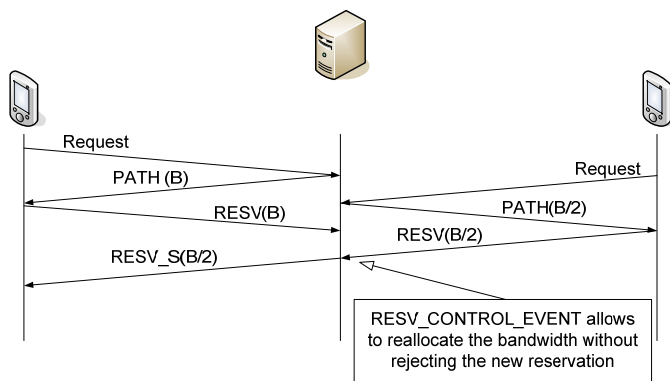 Request
Request
PATH (B)
RESV(B)
PATH(B/2)
RESV(B/2)
RESV_S(B/2)
RESV_CONTROL_EVENT allows
to reallocate the bandwidth without
rejecting the new reservation